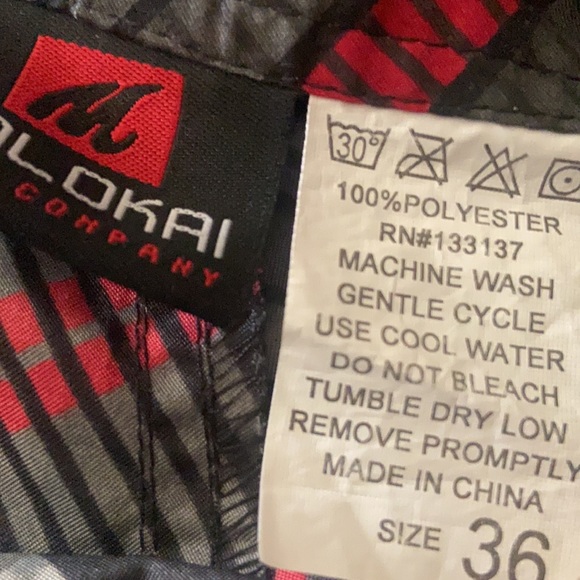 OLOKAI
COMPANY
30°
100%POLYESTER
RN#133137
MACHINE WASH
GENTLE CYCLE
USE COOL WATER
DO NOT BLEACH
TUMBLE DRY LOW
REMOVE PROMPTLY
MADE IN CHINA
SIZE 36